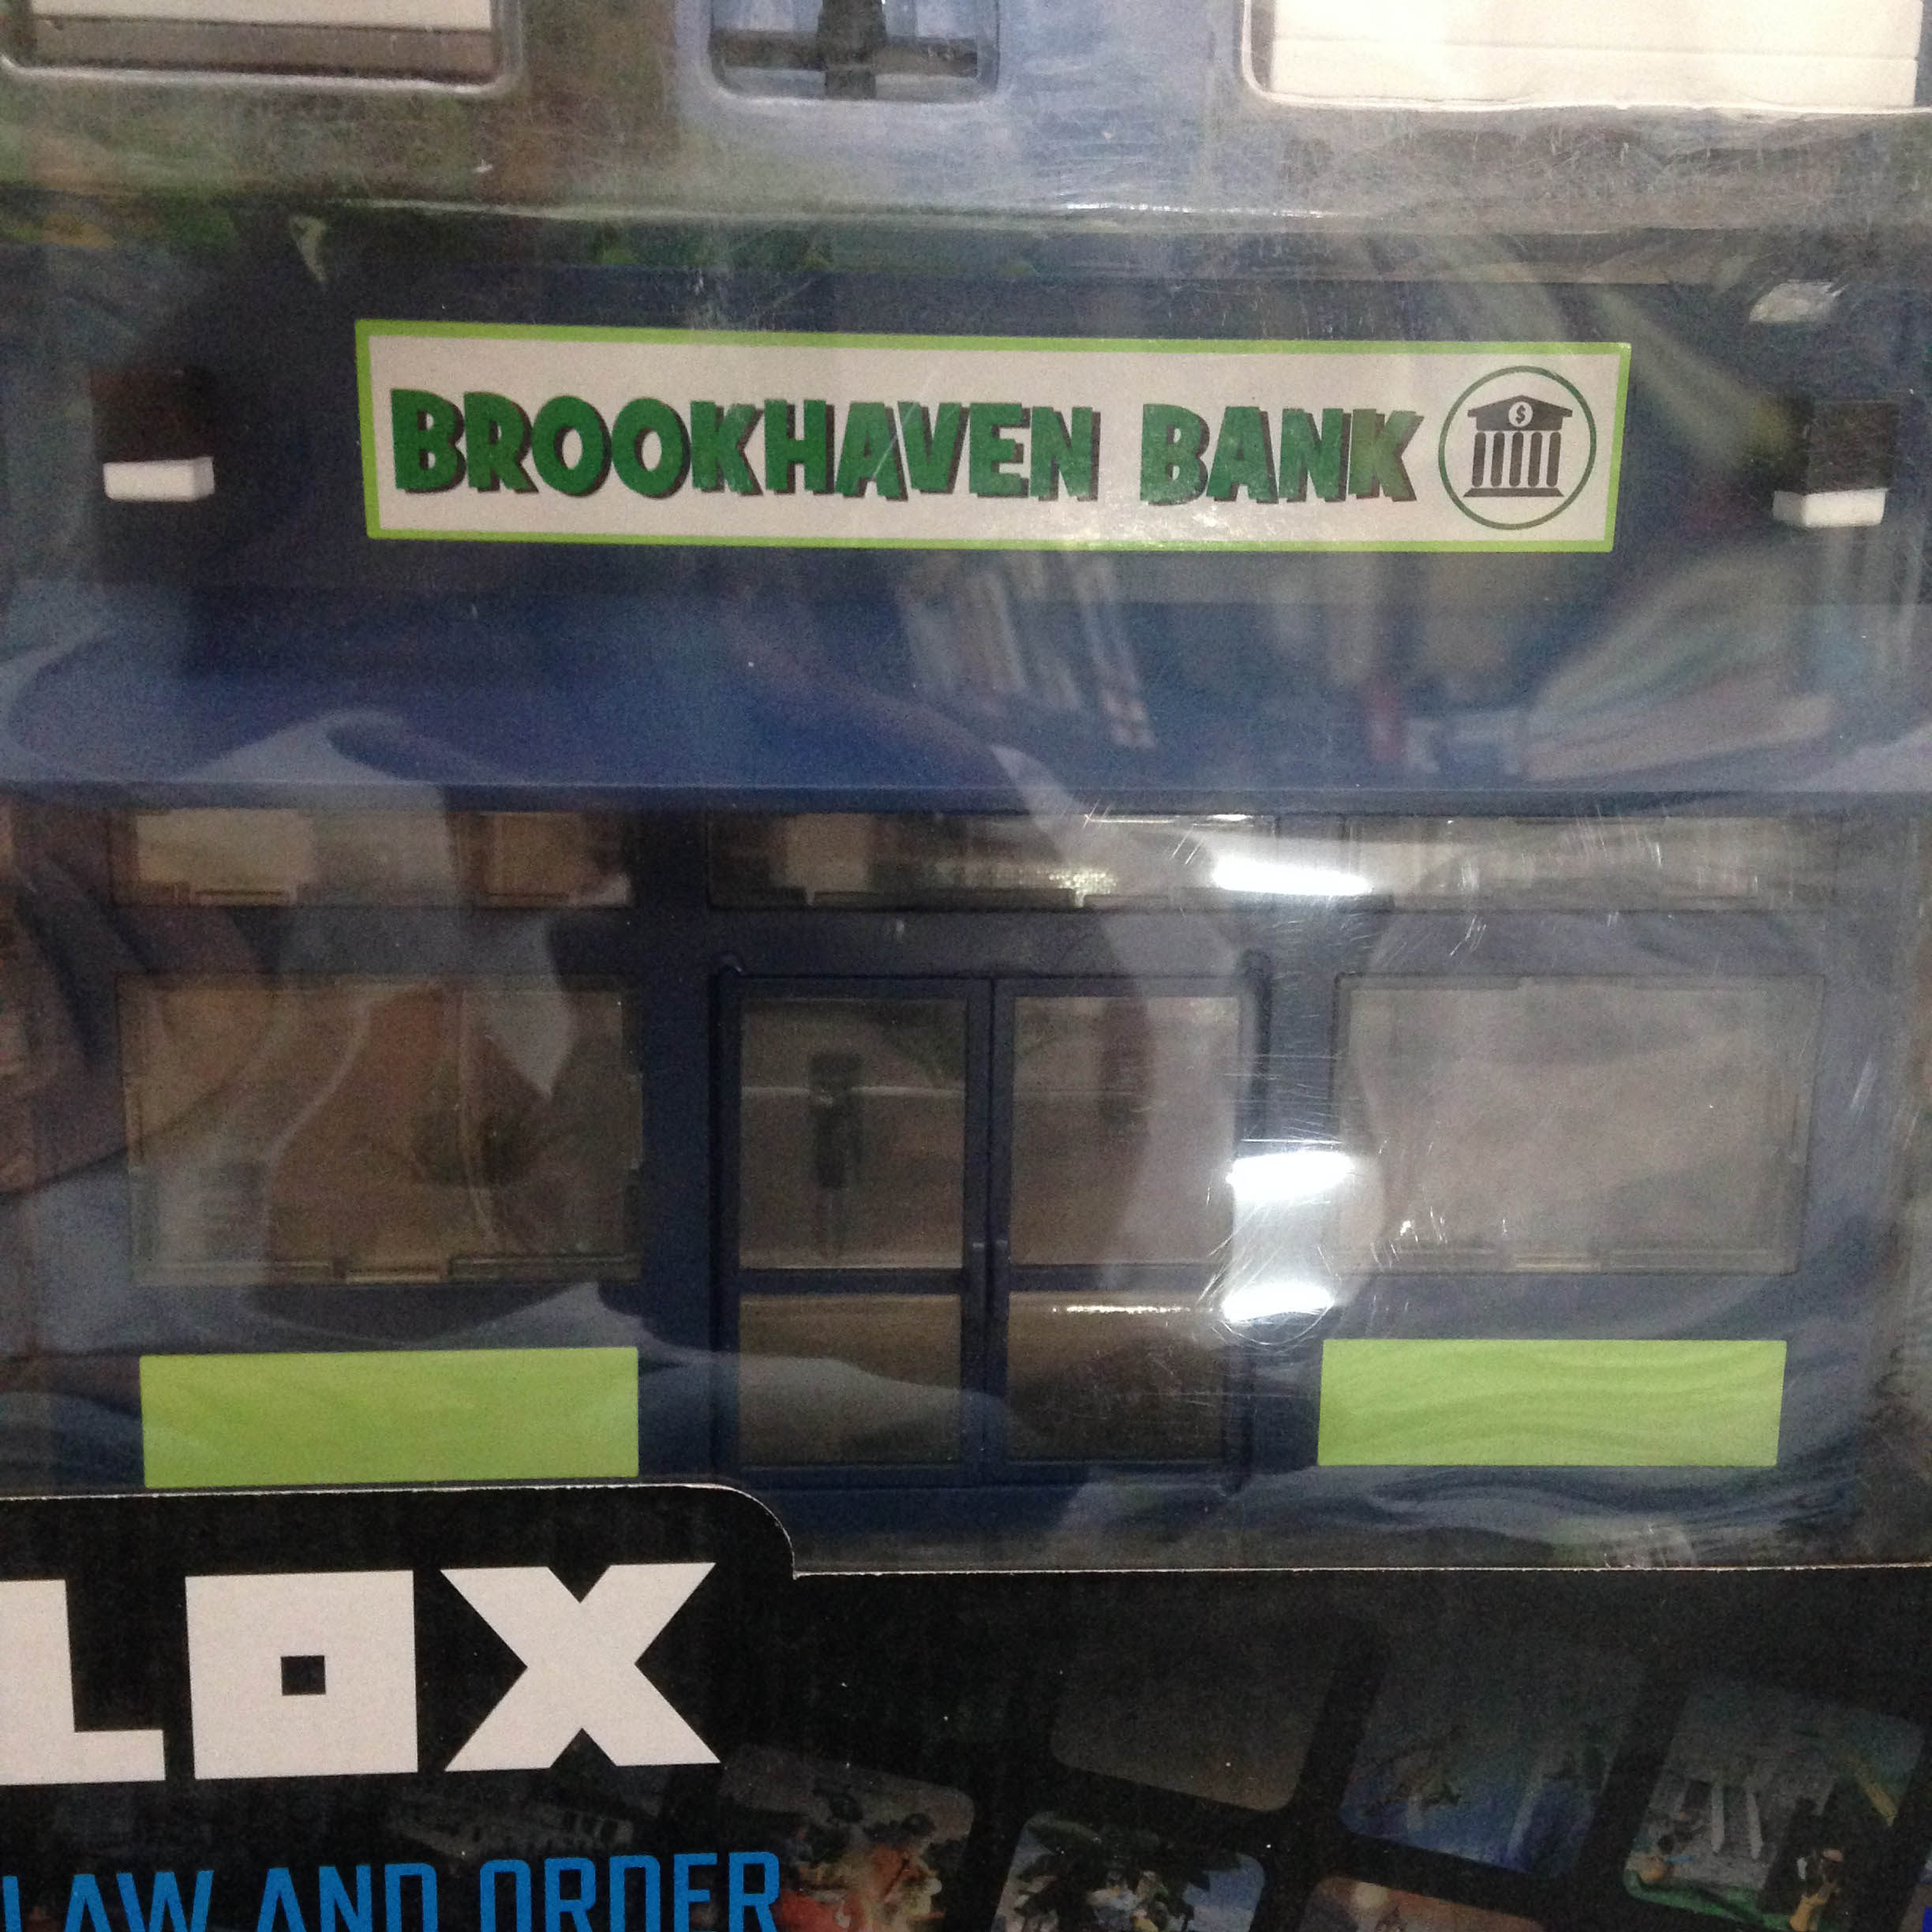 BROOKHAVEN BANK
$
LOX
LAW AND ORDER